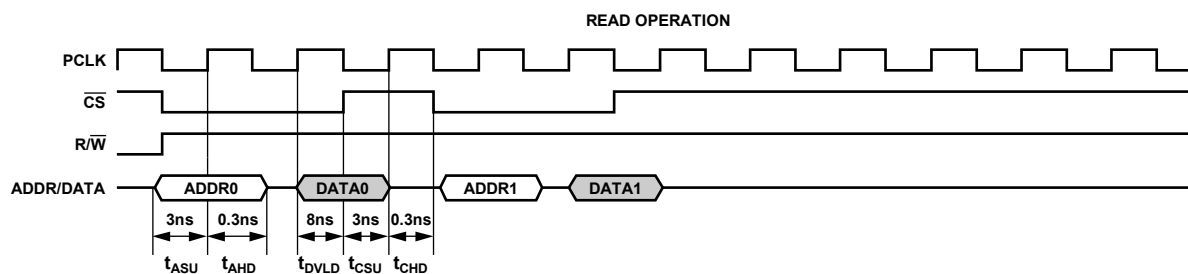 READ OPERATION
PCLK
C̅S̅
R/W̅
ADDR/DATA ADDR0 DATA0 ADDR1 DATA1
3ns 0.3ns 8ns 3ns 0.3ns
tASU tAHD tDVLD tCSU tCHD